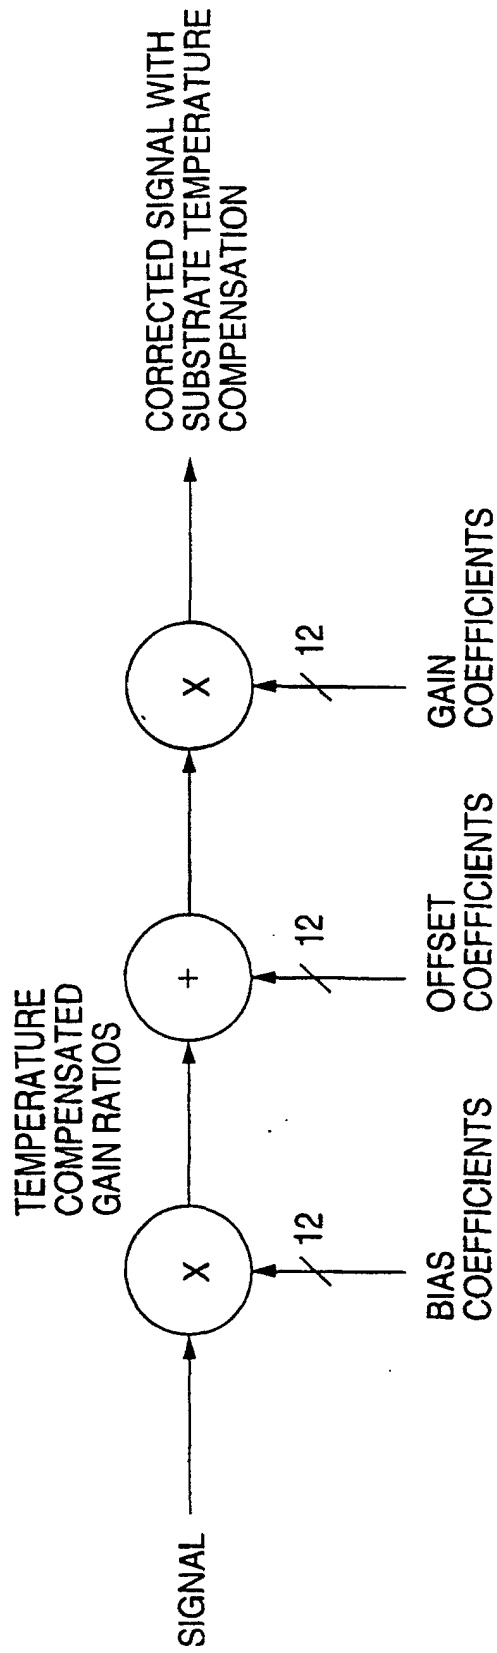 SIGNAL
X
12
BIAS
COEFFICIENTS
TEMPERATURE
COMPENSATED
GAIN RATIOS
+
12
OFFSET
COEFFICIENTS
X
12
GAIN
COEFFICIENTS
CORRECTED SIGNAL WITH
SUBSTRATE TEMPERATURE
COMPENSATION